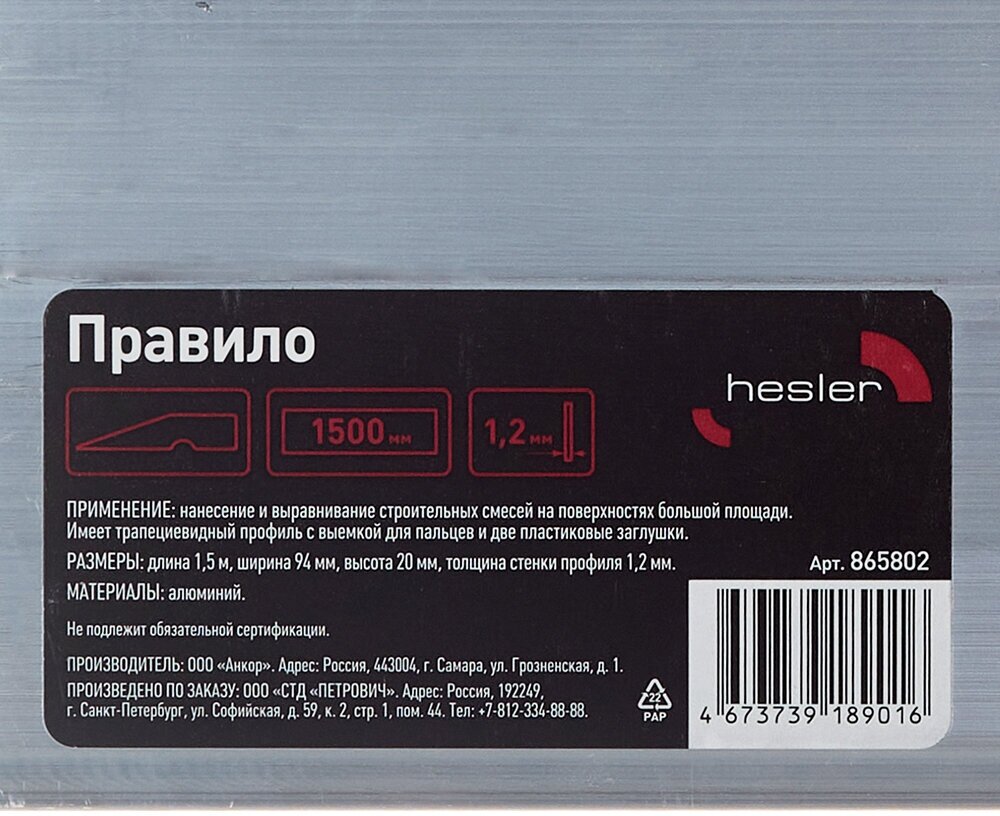 Правило
hesler
1500 мм
1,2 мм
ПРИМЕНЕНИЕ: нанесение и выравнивание строительных смесей на поверхностях большой площади.
Имеет трапециевидный профиль с выемкой для пальцев и две пластиковые заглушки.
РАЗМЕРЫ: длина 1,5 м, ширина 94 мм, высота 20 мм, толщина стенки профиля 1,2 мм.
Арт. 865802
МАТЕРИАЛЫ: алюминий.
Не подлежит обязательной сертификации.
ПРОИЗВОДИТЕЛЬ: ООО «Анкор». Адрес: Россия, 443004, г. Самара, ул. Грозненская, д. 1.
ПРОИЗВЕДЕНО ПО ЗАКАЗУ: ООО «СТД «ПЕТРОВИЧ». Адрес: Россия, 192249,
г. Санкт-Петербург, ул. Софийская, д. 59, к. 2, стр. 1, пом. 44. Тел: +7-812-334-88-88.
22
PAP
4 673739 189016